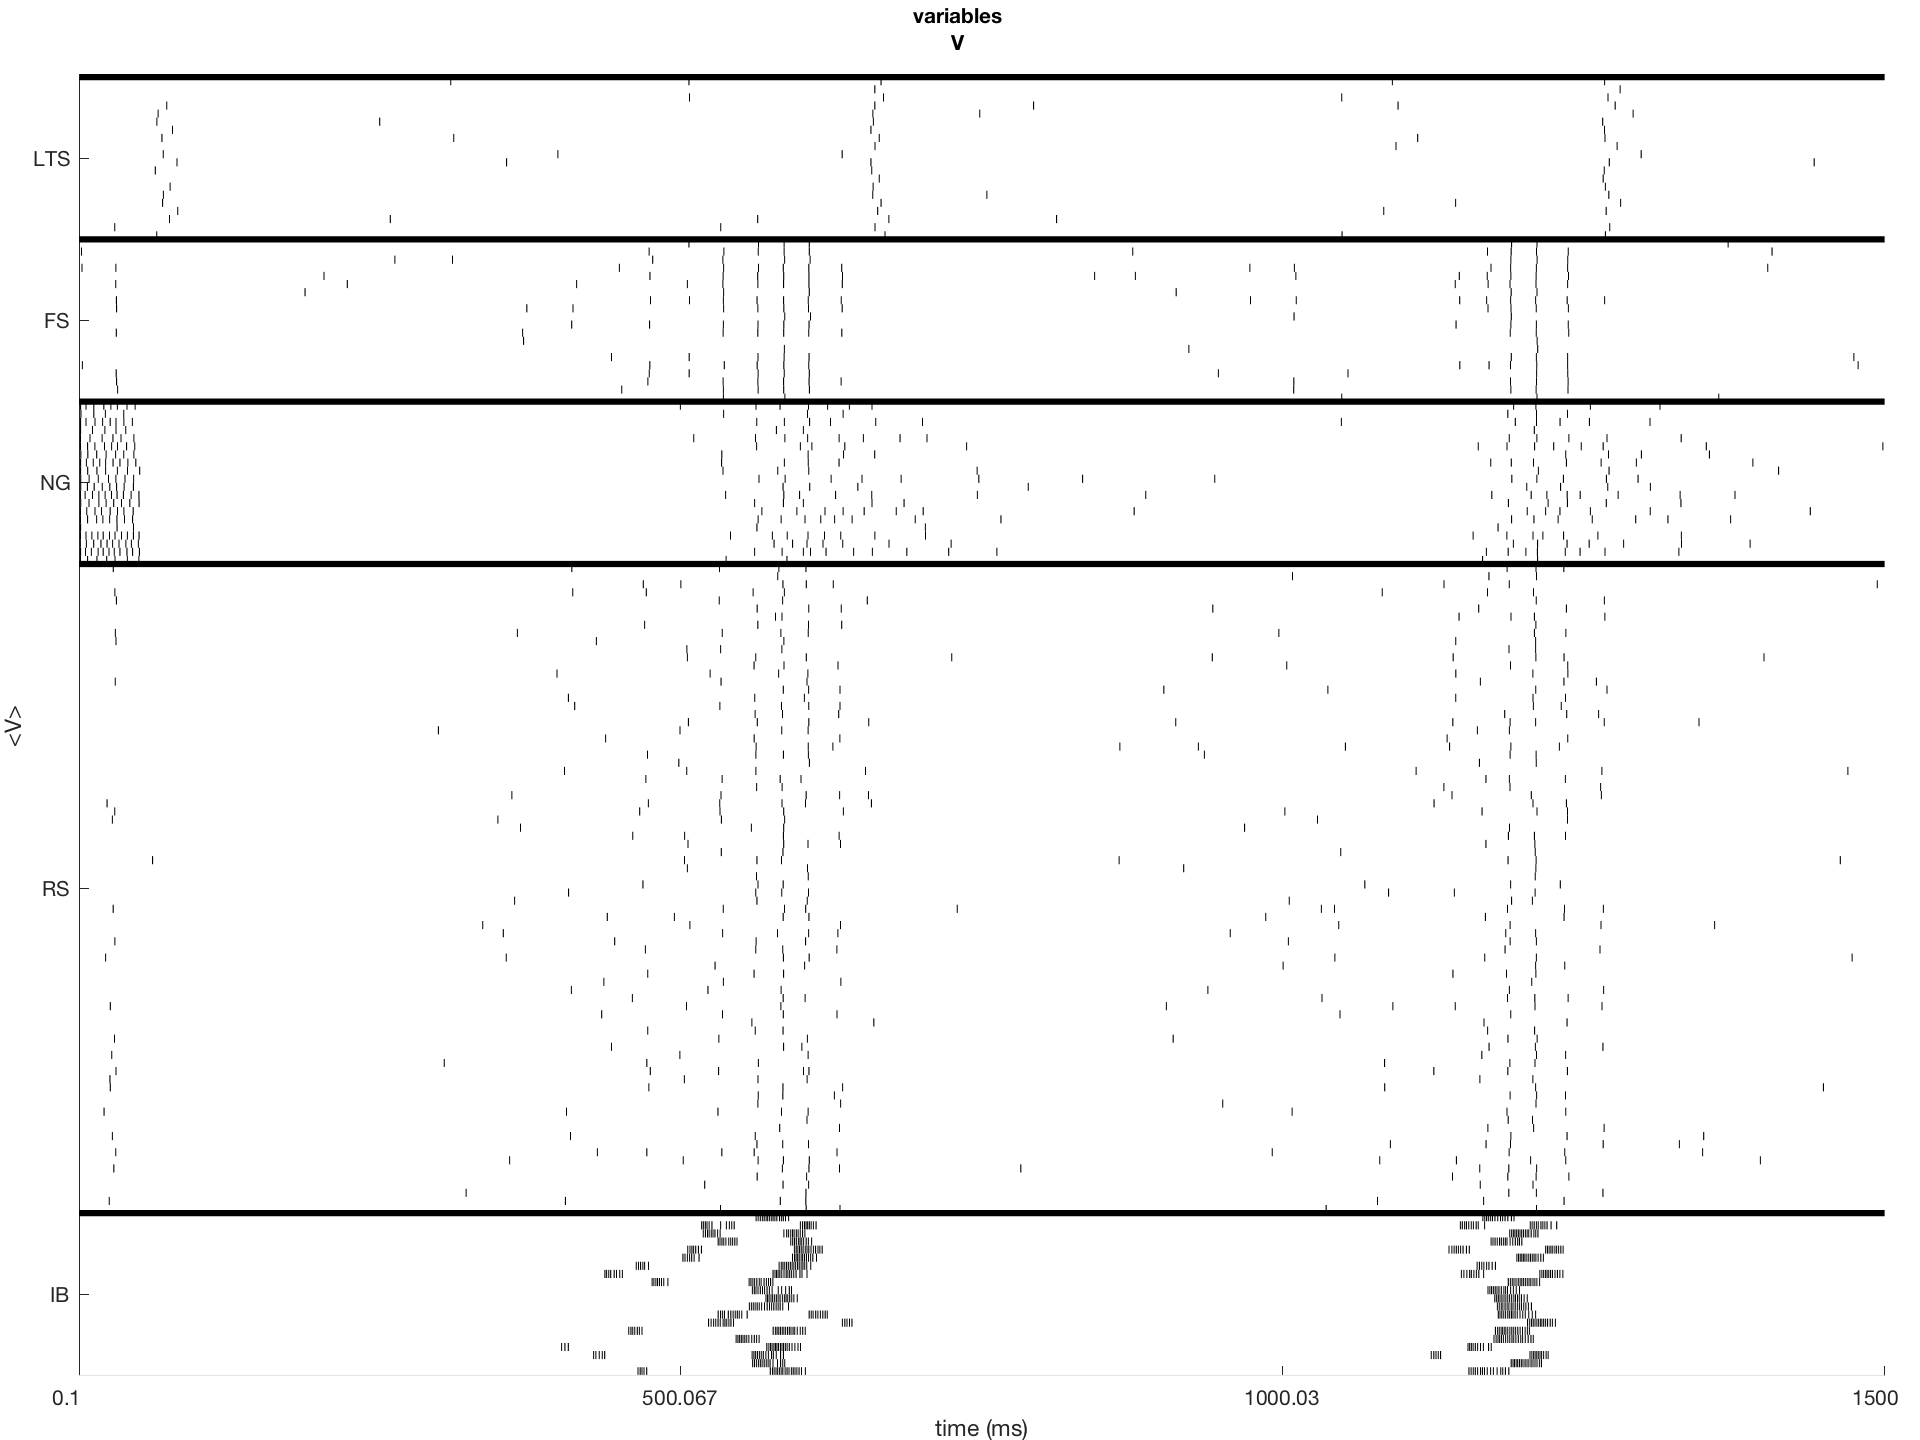 variables
V
LTS
FS
NG
<V>
RS
IB
0.1
500.067
1000.03
1500
time (ms)